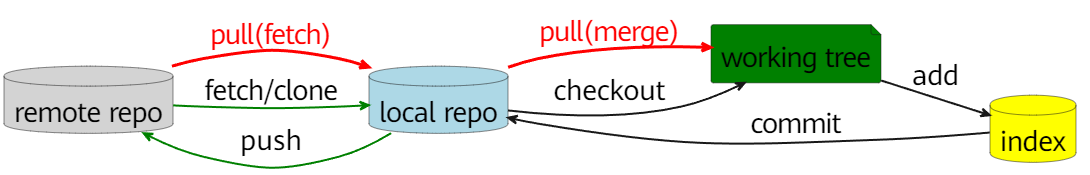 pull(fetch)
pull(merge)
working tree
add
fetch/clone
checkout
remote repo
local repo
commit
push
index